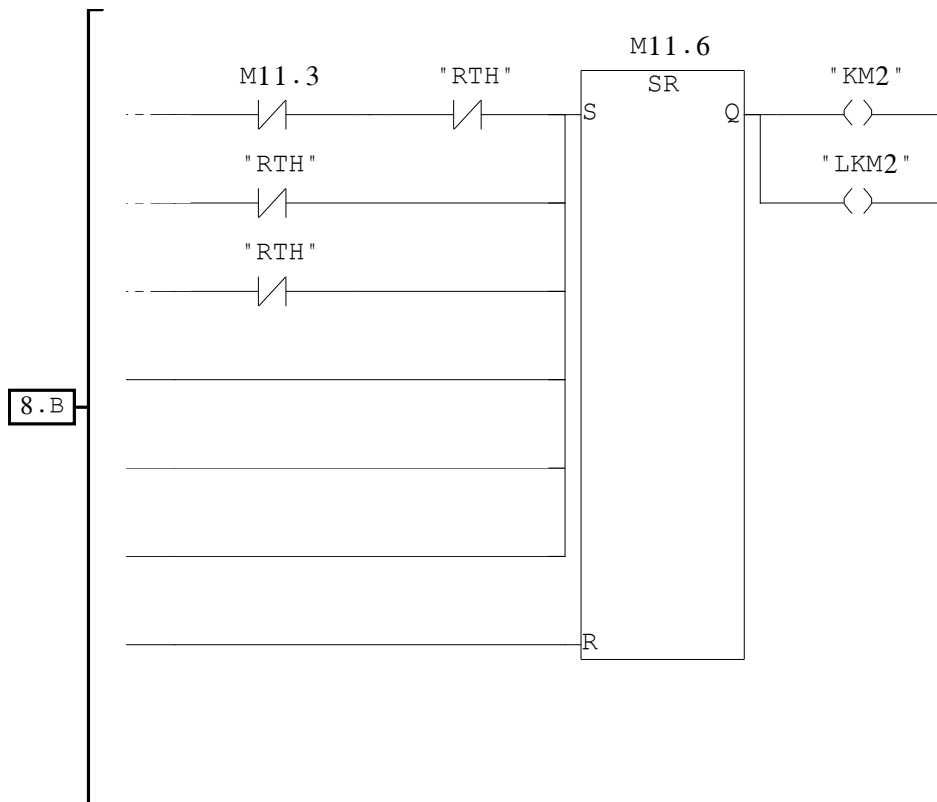 M11.6
M11.3 "RTH" SR "KM2"
S Q
"RTH" "LKM2"
"RTH"
8.B
R